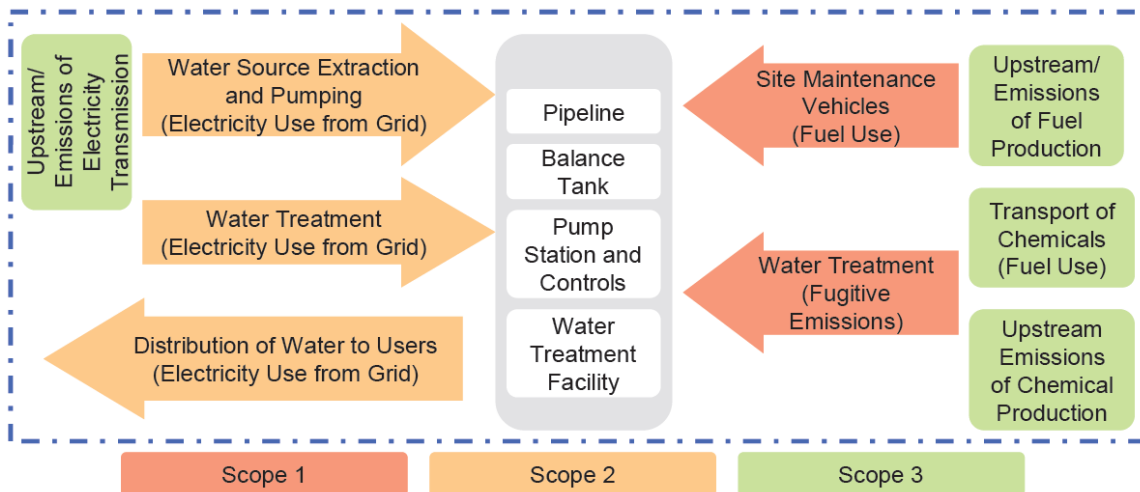 Upstream/
Emissions of
Electricity
Transmission
Water Source Extraction
and Pumping
(Electricity Use from Grid)
Water Treatment
(Electricity Use from Grid)
Distribution of Water to Users
(Electricity Use from Grid)
Pipeline
Balance
Tank
Pump
Station and
Controls
Water
Treatment
Facility
Site Maintenance
Vehicles
(Fuel Use)
Water Treatment
(Fugitive
Emissions)
Upstream/
Emissions
of Fuel
Production
Transport of
Chemicals
(Fuel Use)
Upstream
Emissions
of Chemical
Production
Scope 1
Scope 2
Scope 3